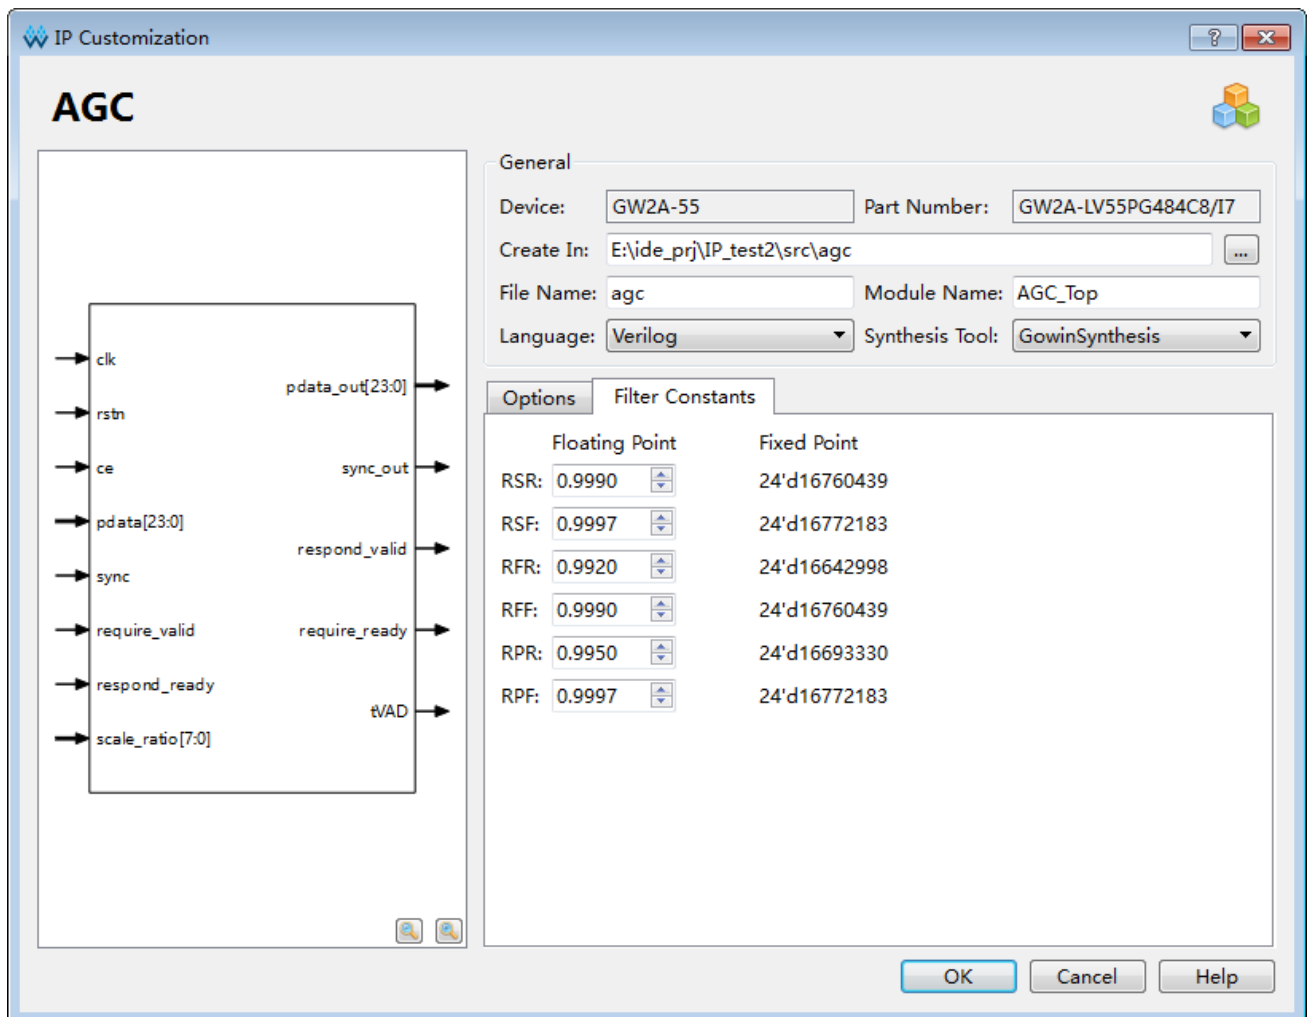 IP Customization
AGC
clk
rstn
ce
pdata[23:0]
sync
require_valid
respond_ready
scale_ratio[7:0]
pdata_out[23:0]
sync_out
respond_valid
require_ready
tVAD
General
Device: GW2A-55 Part Number: GW2A-LV55PG484C8/I7
Create In: E:\ide_prj\IP_test2\src\agc ...
File Name: agc Module Name: AGC_Top
Language: Verilog Synthesis Tool: GowinSynthesis
Options Filter Constants
Floating Point Fixed Point
RSR: 0.9990 24'd16760439
RSF: 0.9997 24'd16772183
RFR: 0.9920 24'd16642998
RFF: 0.9990 24'd16760439
RPR: 0.9950 24'd16693330
RPF: 0.9997 24'd16772183
OK Cancel Help